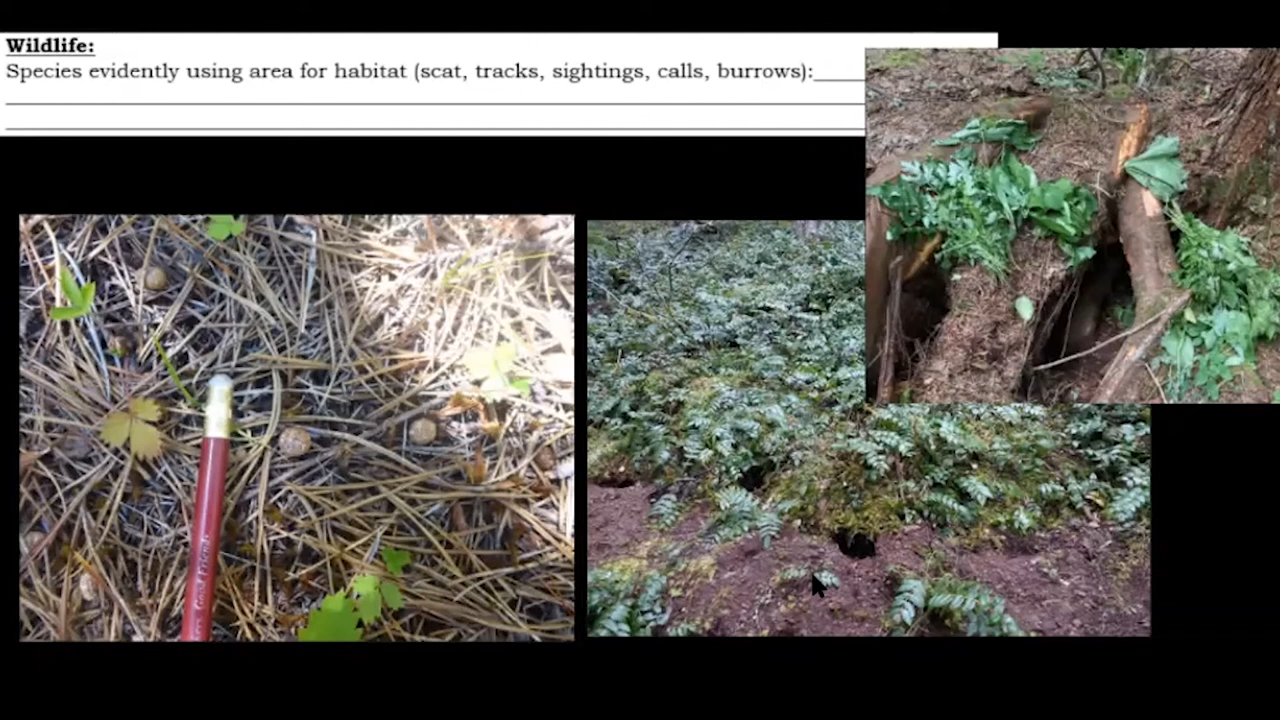 Wildlife:
Species evidently using area for habitat (scat, tracks, sightings, calls, burrows):